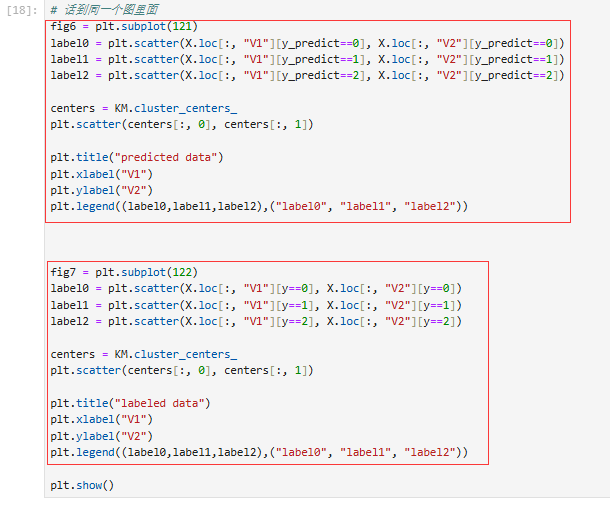 [18]: # 话到同一个图里面
fig6 = plt.subplot(121)
label0 = plt.scatter(X.loc[:, "V1"][y_predict==0], X.loc[:, "V2"][y_predict==0])
label1 = plt.scatter(X.loc[:, "V1"][y_predict==1], X.loc[:, "V2"][y_predict==1])
label2 = plt.scatter(X.loc[:, "V1"][y_predict==2], X.loc[:, "V2"][y_predict==2])
centers = KM.cluster_centers_
plt.scatter(centers[:, 0], centers[:, 1])
plt.title("predicted data")
plt.xlabel("V1")
plt.ylabel("V2")
plt.legend((label0,label1,label2),("label0", "label1", "label2"))
fig7 = plt.subplot(122)
label0 = plt.scatter(X.loc[:, "V1"][y==0], X.loc[:, "V2"][y==0])
label1 = plt.scatter(X.loc[:, "V1"][y==1], X.loc[:, "V2"][y==1])
label2 = plt.scatter(X.loc[:, "V1"][y==2], X.loc[:, "V2"][y==2])
centers = KM.cluster_centers_
plt.scatter(centers[:, 0], centers[:, 1])
plt.title("labeled data")
plt.xlabel("V1")
plt.ylabel("V2")
plt.legend((label0,label1,label2),("label0", "label1", "label2"))
plt.show()